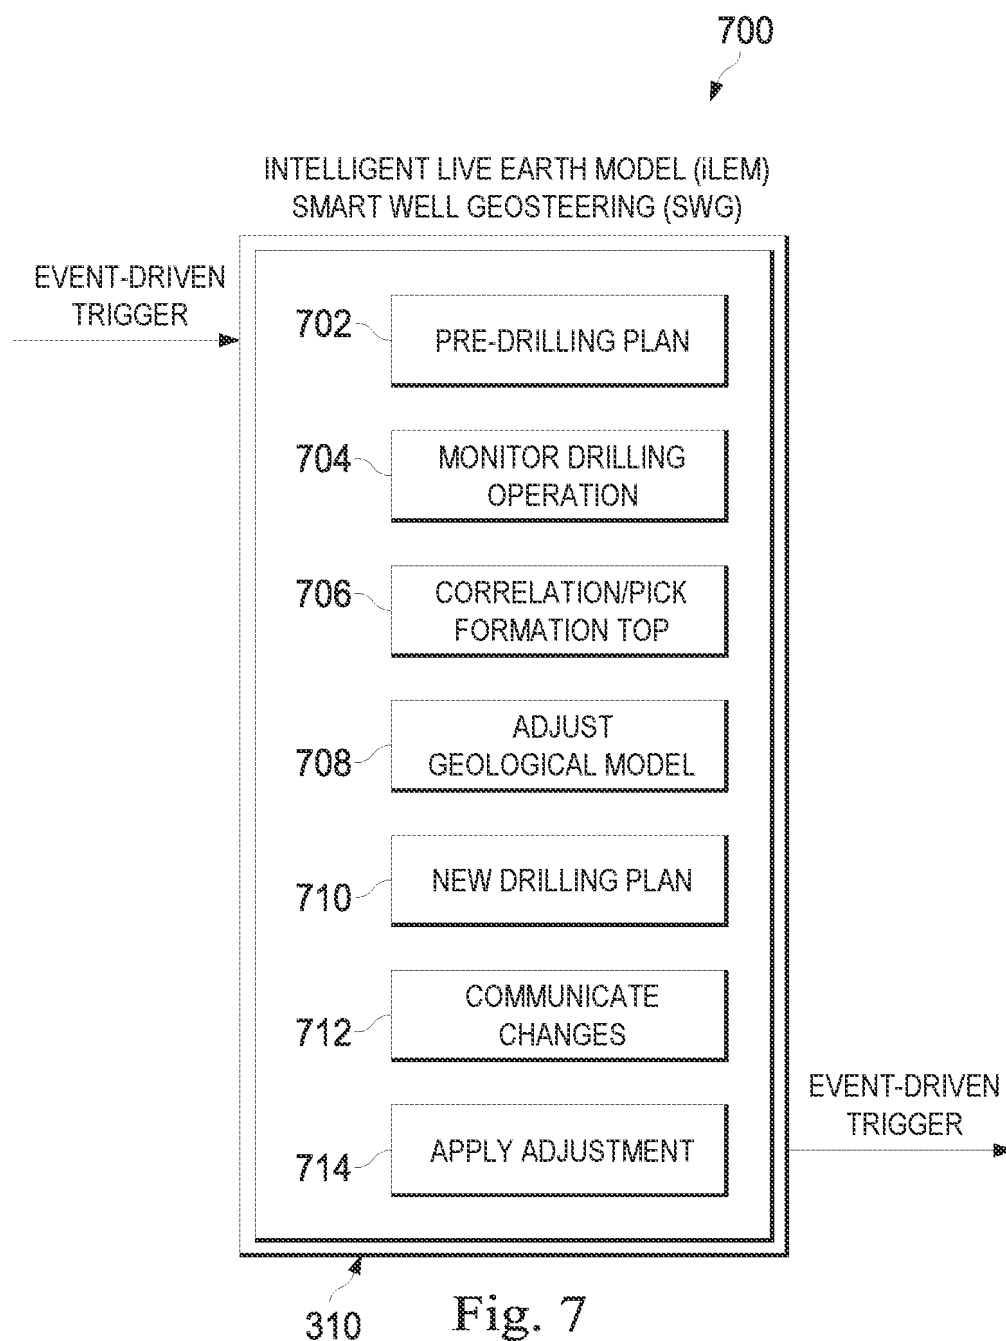 700
INTELLIGENT LIVE EARTH MODEL (iLEM)
SMART WELL GEOSTEERING (SWG)
EVENT-DRIVEN
TRIGGER
702
PRE-DRILLING PLAN
704
MONITOR DRILLING
OPERATION
706
CORRELATION/PICK
FORMATION TOP
708
ADJUST
GEOLOGICAL MODEL
710
NEW DRILLING PLAN
712
COMMUNICATE
CHANGES
EVENT-DRIVEN
TRIGGER
714
APPLY ADJUSTMENT
310
Fig. 7